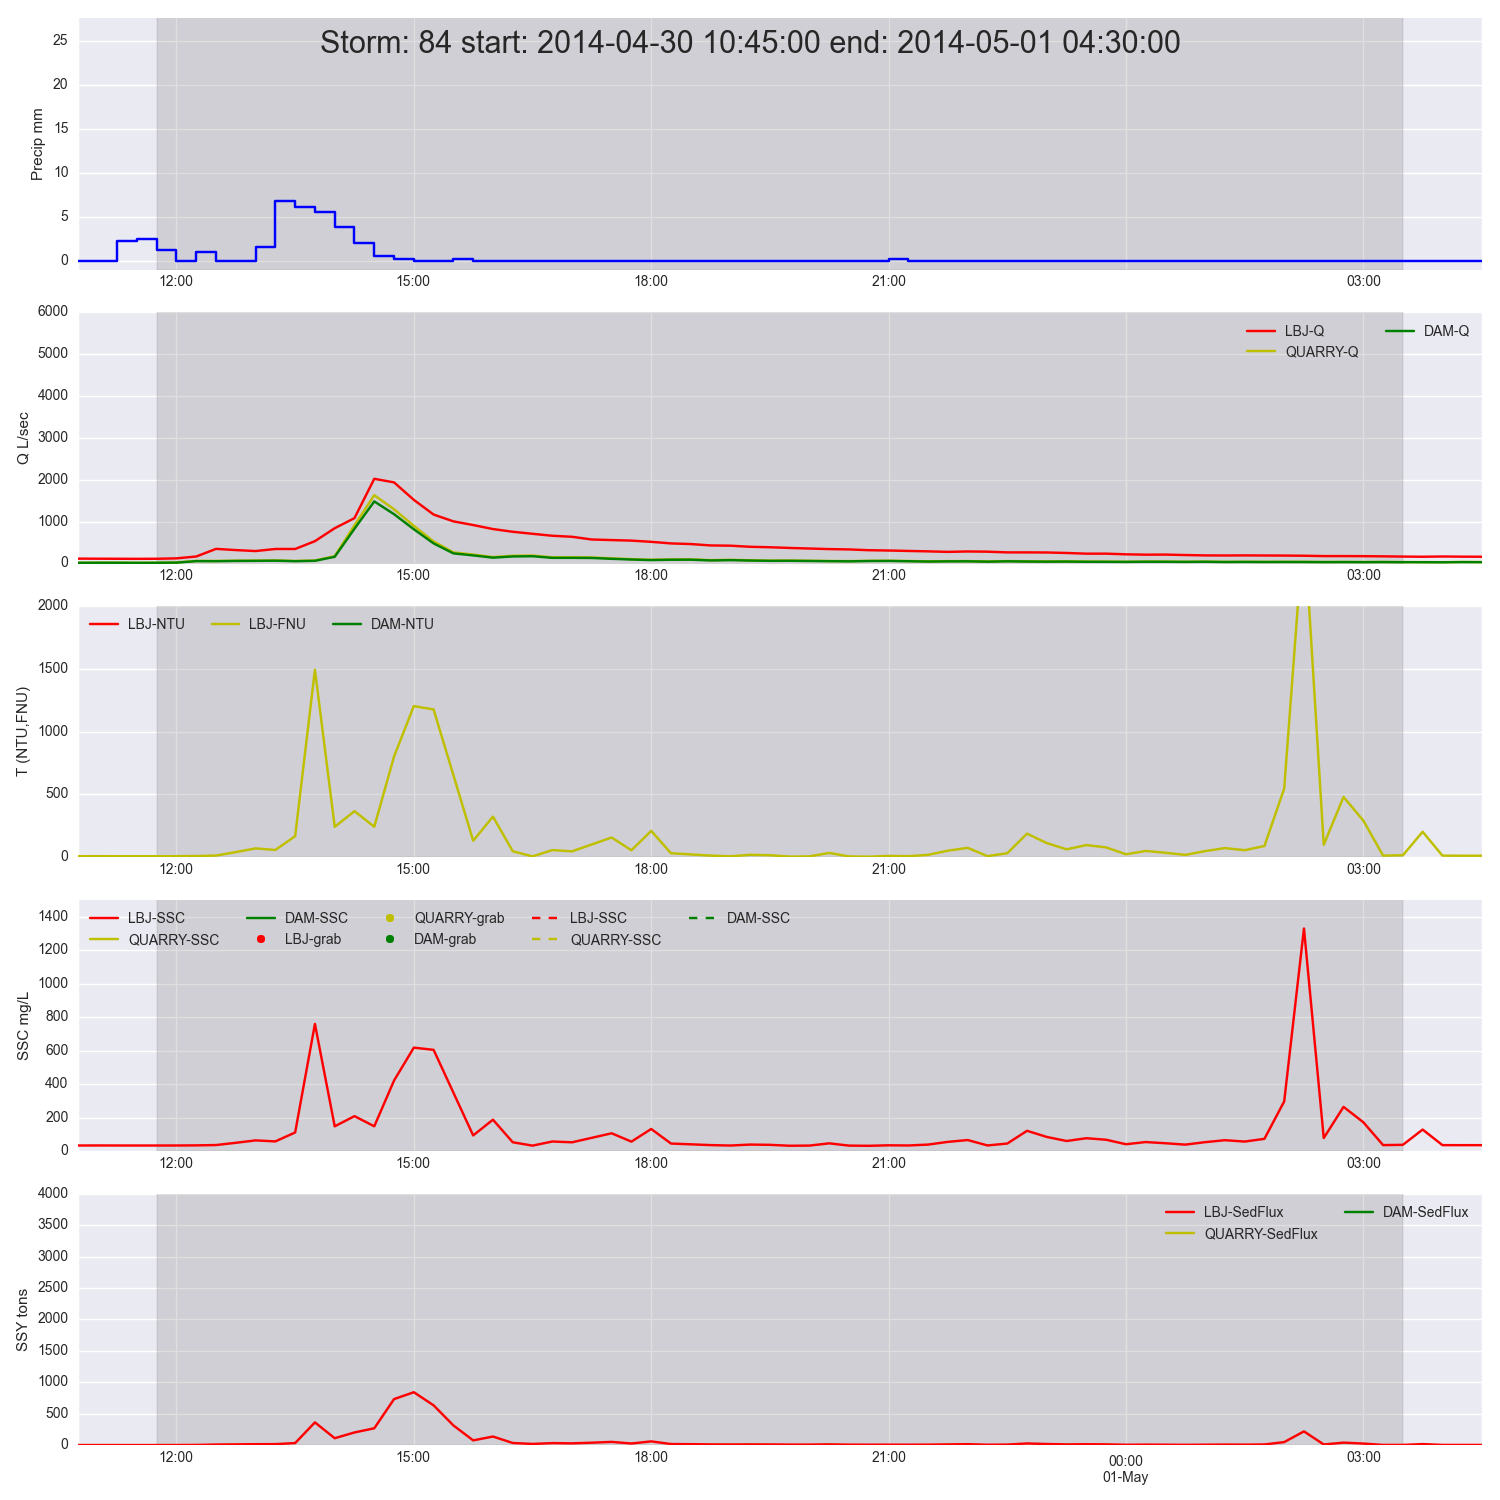 Storm: 84 start: 2014-04-30 10:45:00 end: 2014-05-01 04:30:00
Precip mm
25
20
15
10
5
0
12:00 15:00 18:00 21:00 03:00
Q L/sec
6000
5000
4000
3000
2000
1000
0
LBJ-Q DAM-Q
QUARRY-Q
12:00 15:00 18:00 21:00 03:00
T (NTU,FNU)
2000
1500
1000
500
0
LBJ-NTU LBJ-FNU DAM-NTU
12:00 15:00 18:00 21:00 03:00
SSC mg/L
1400
1200
1000
800
600
400
200
0
LBJ-SSC DAM-SSC QUARRY-grab LBJ-SSC DAM-SSC
QUARRY-SSC LBJ-grab DAM-grab QUARRY-SSC
12:00 15:00 18:00 21:00 03:00
SSY tons
4000
3500
3000
2500
2000
1500
1000
500
0
LBJ-SedFlux DAM-SedFlux
QUARRY-SedFlux
12:00 15:00 18:00 21:00 00:00 03:00
01-May